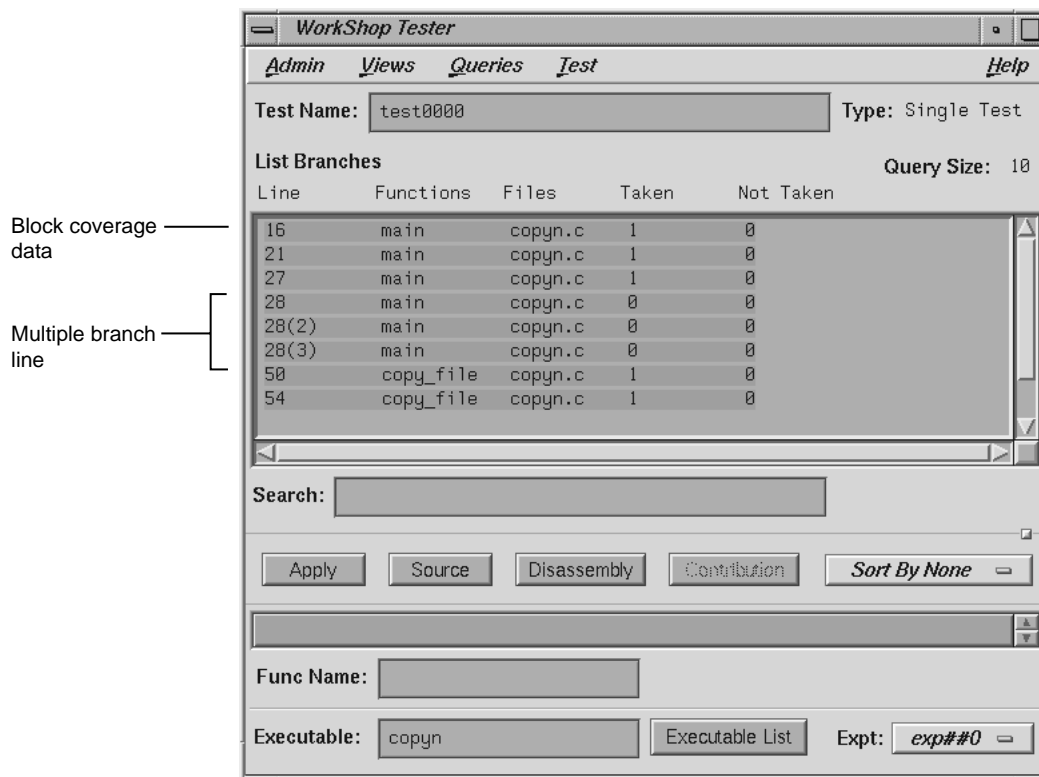 WorkShop Tester
Admin Views Queries Test Help
Test Name: test0000 Type: Single Test
List Branches Query Size: 10
Line Functions Files Taken Not Taken
Block coverage data
16 main copyn.c 1 0
21 main copyn.c 1 0
27 main copyn.c 1 0
Multiple branch line
28 main copyn.c 0 0
28(2) main copyn.c 0 0
28(3) main copyn.c 0 0
50 copy_file copyn.c 1 0
54 copy_file copyn.c 1 0
Search:
Apply Source Disassembly Contribution Sort By None
Func Name:
Executable: copyn Executable List Expt: exp##0